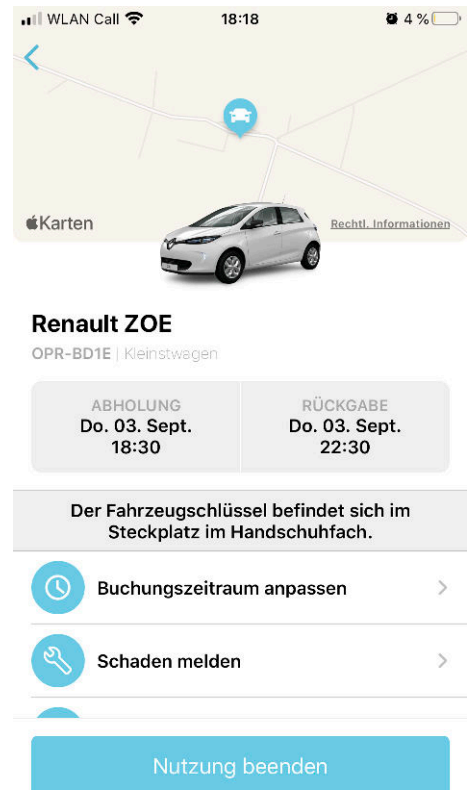 WLAN Call 18:18 4 %
Karten
Rechtl. Informationen
Renault ZOE
OPR-BD1E | Kleinstwagen
ABHOLUNG
Do. 03. Sept.
18:30
RÜCKGABE
Do. 03. Sept.
22:30
Der Fahrzeugschlüssel befindet sich im
Steckplatz im Handschuhfach.
Buchungszeitraum anpassen
Schaden melden
Nutzung beenden